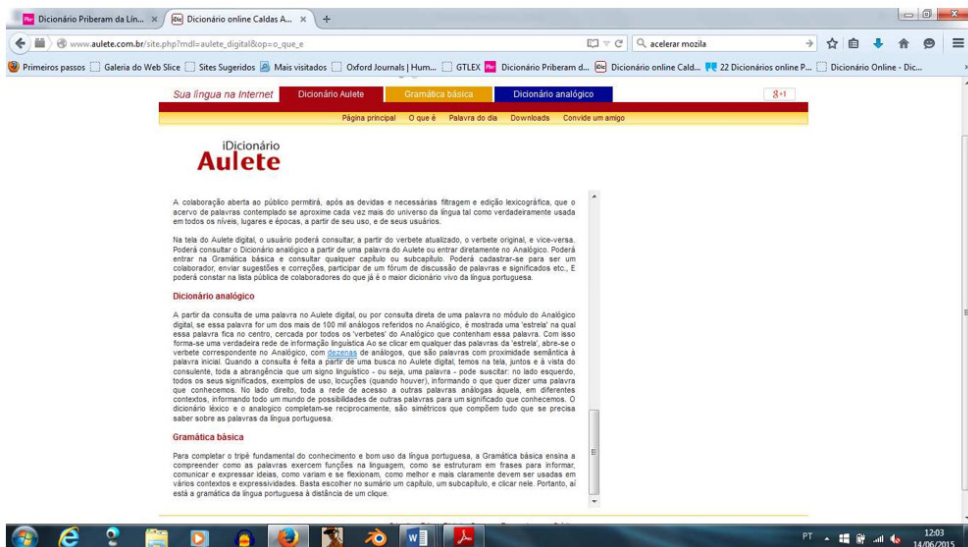 Dicionário Priberam da Lín... ×
Dicionário online Caldas A... × +
www.aulete.com.br/site.php?mdl=aulete_digital&op=o_que_e
acelerar mozila
Primeiros passos Galeria do Web Slice Sites Sugeridos Mais visitados Oxford Journals | Hum... GTLEX Dicionário Priberam d... Dicionário online Cald... 22 Dicionários online P... Dicionário Online - Dic...
Sua língua na Internet Dicionário Aulete Gramática básica Dicionário analógico
Página principal O que é Palavra do dia Downloads Convide um amigo
iDicionário
Aulete
A colaboração aberta ao público permitirá, após as devidas e necessárias filtragem e edição lexicográfica, que o
acervo de palavras contemplado se aproxime cada vez mais do universo da língua tal como verdadeiramente usada
em todos os níveis, lugares e épocas, a partir de seu uso, e de seus usuários.
Na tela do Aulete digital, o usuário poderá consultar, a partir do verbete atualizado, o verbete original, e vice-versa.
Poderá consultar o Dicionário analógico a partir de uma palavra do Aulete ou entrar diretamente no Analógico. Poderá
entrar na Gramática básica e consultar qualquer capítulo ou subcapítulo. Poderá cadastrar-se para ser um
colaborador, enviar sugestões e correções, participar de um fórum de discussão de palavras e significados etc., E
poderá constar na lista pública de colaboradores do que já é o maior dicionário vivo da língua portuguesa.
Dicionário analógico
A partir da consulta de uma palavra no Aulete digital, ou por consulta direta de uma palavra no módulo do Analógico
digital, se essa palavra for um dos mais de 100 mil análogos referidos no Analógico, é mostrada uma 'estrela' na qual
essa palavra fica no centro, cercada por todos os 'verbetes' do Analógico que contenham essa palavra. Com isso
forma-se uma verdadeira rede de informação linguística Ao se clicar em qualquer das palavras da 'estrela', abre-se o
verbete correspondente no Analógico, com dezenas de análogos, que são palavras com proximidade semântica à
palavra inicial. Quando a consulta é feita a partir de uma busca no Aulete digital, temos na tela, juntos e à vista do
consulente, toda a abrangência que um signo linguístico - ou seja, uma palavra - pode suscitar: no lado esquerdo,
todos os seus significados, exemplos de uso, locuções (quando houver), informando o que quer dizer uma palavra
que conhecemos. No lado direito, toda a rede de acesso a outras palavras análogas àquela, em diferentes
contextos, informando todo um mundo de possibilidades de outras palavras para um significado que conhecemos. O
dicionário léxico e o analogico completam-se reciprocamente, são simétricos que compõem tudo que se precisa
saber sobre as palavras da língua portuguesa.
Gramática básica
Para completar o tripé fundamental do conhecimento e bom uso da língua portuguesa, a Gramática básica ensina a
compreender como as palavras exercem funções na linguagem, como se estruturam em frases para informar,
comunicar e expressar ideias, como variam e se flexionam, como melhor e mais claramente devem ser usadas em
vários contextos e expressividades. Basta escolher no sumário um capítulo, um subcapítulo, e clicar nele. Portanto, aí
está a gramática da língua portuguesa à distância de um clique.
PT 12:03
14/06/2015